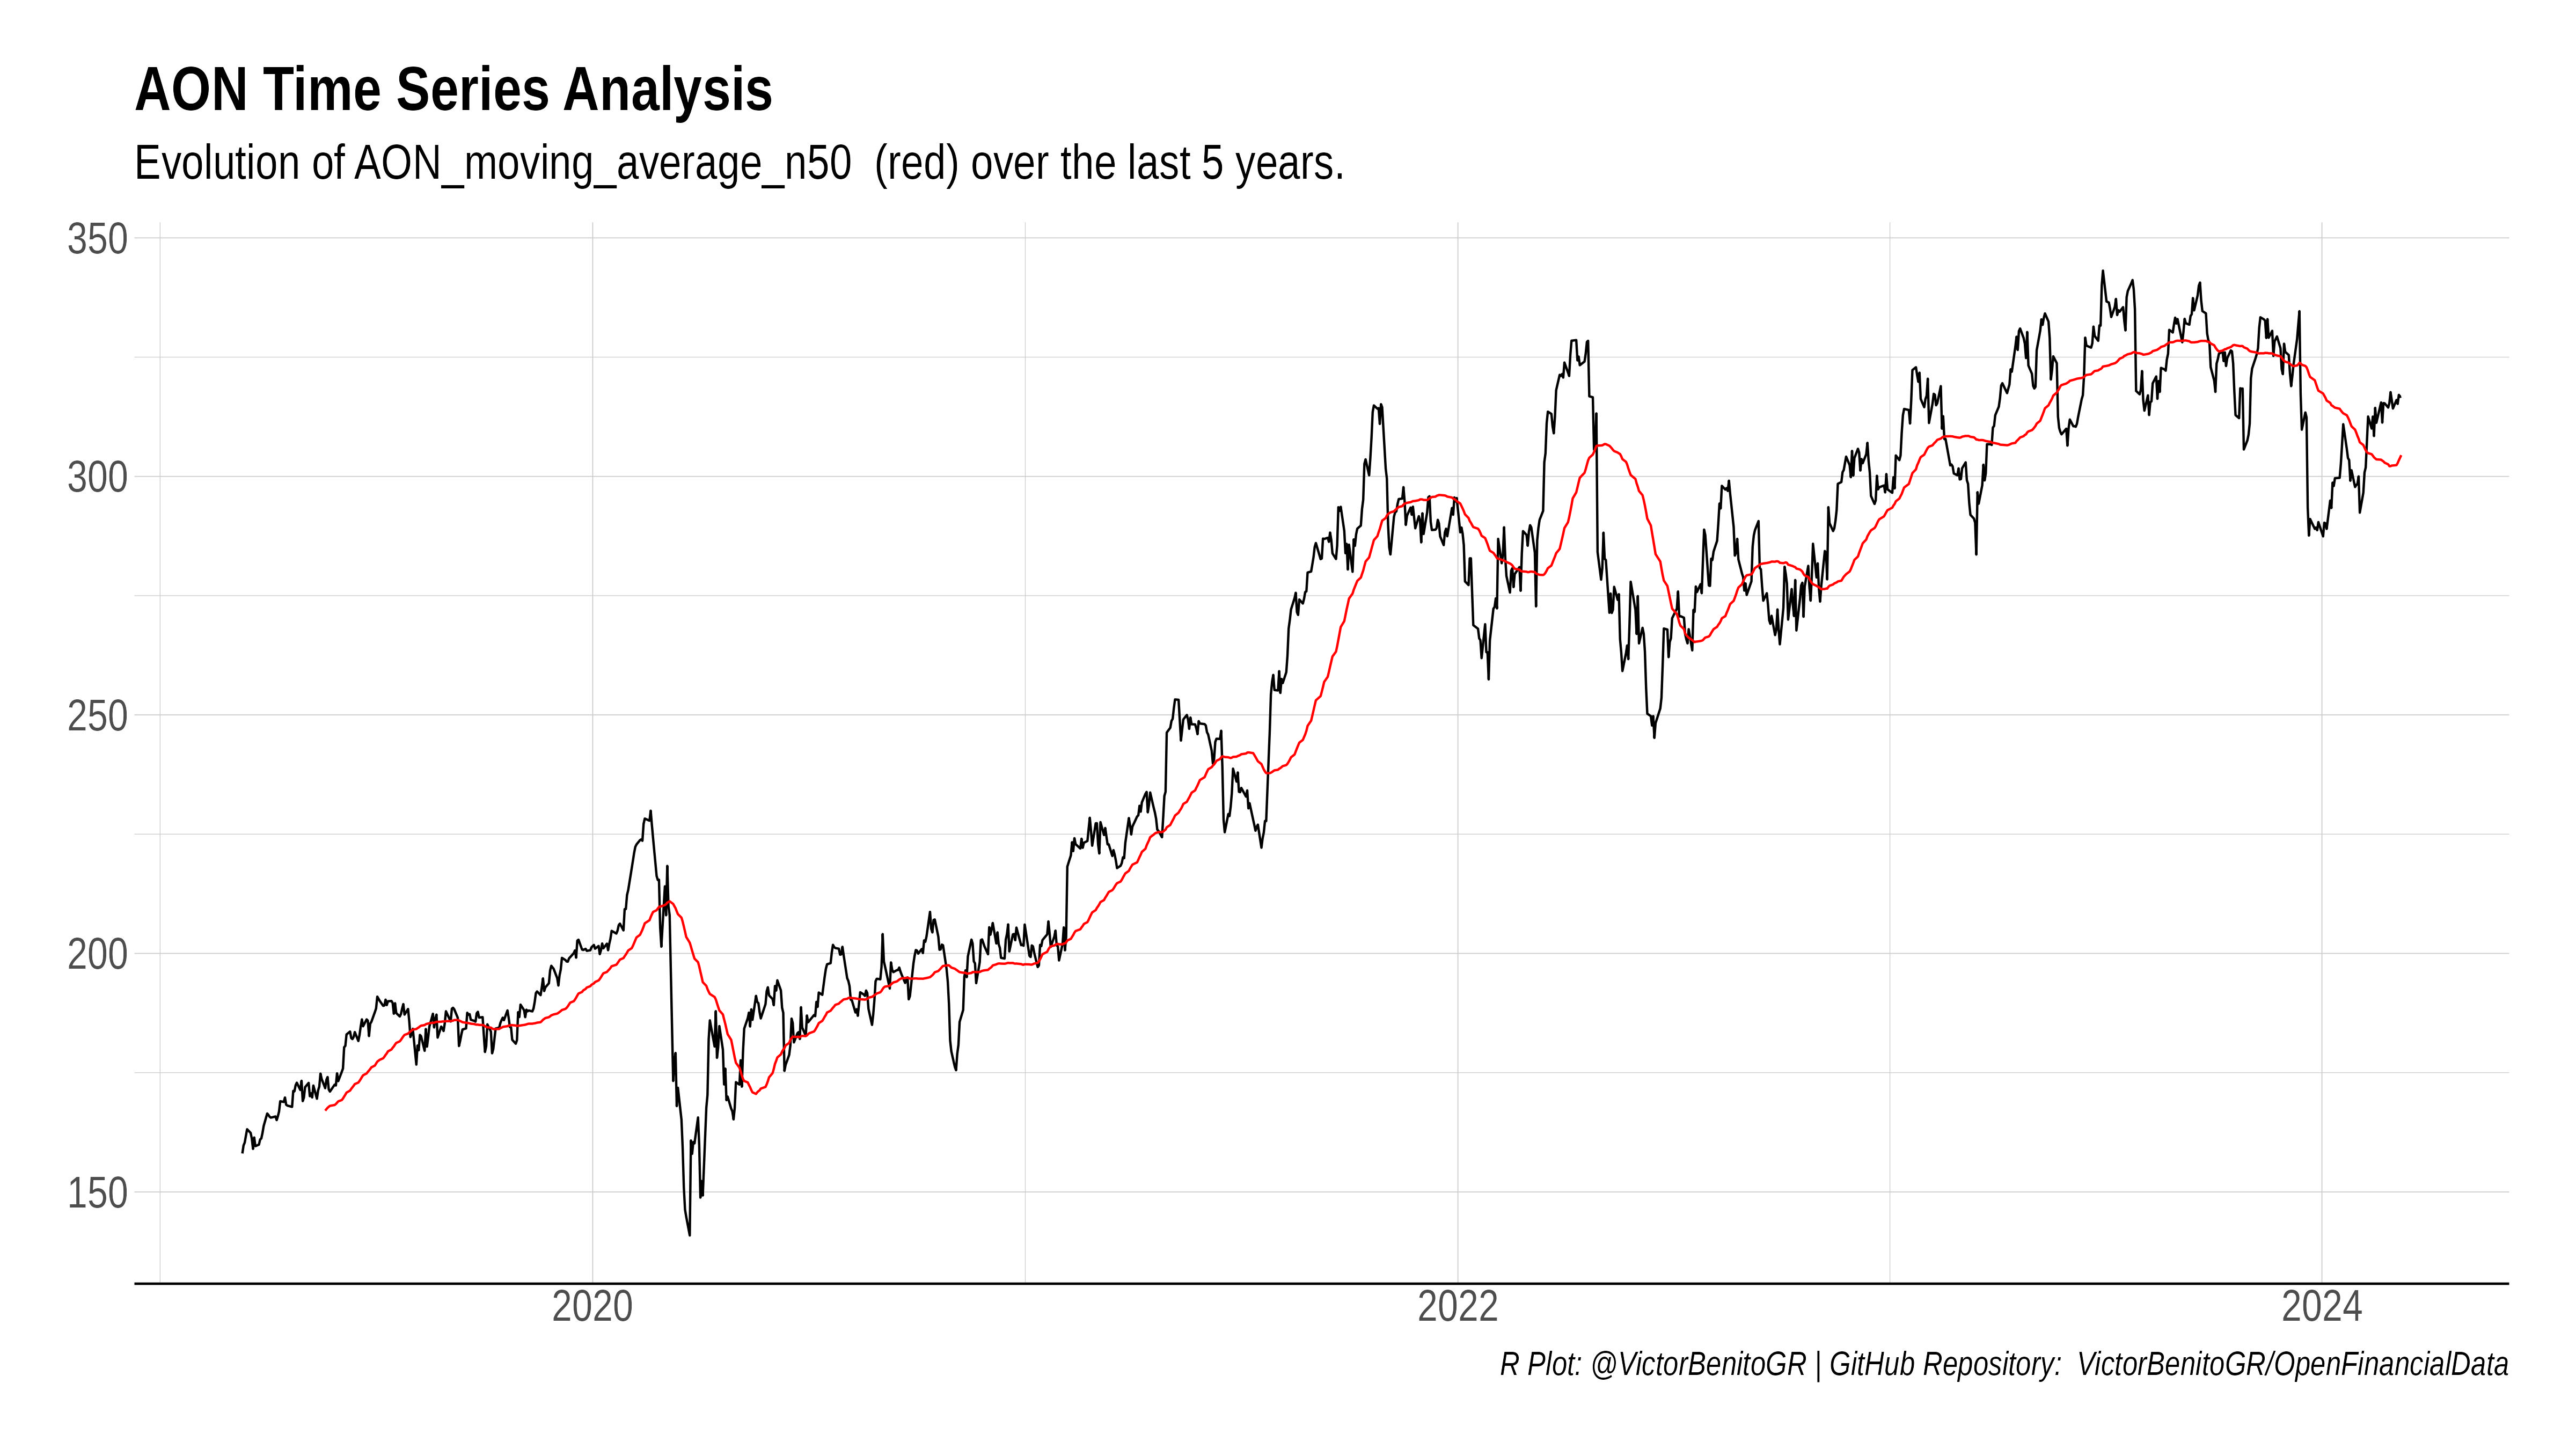 AON Time Series Analysis
Evolution of AON_moving_average_n50  (red) over the last 5 years.
350
300
250
200
150
2020 2022 2024
R Plot: @VictorBenitoGR | GitHub Repository:  VictorBenitoGR/OpenFinancialData